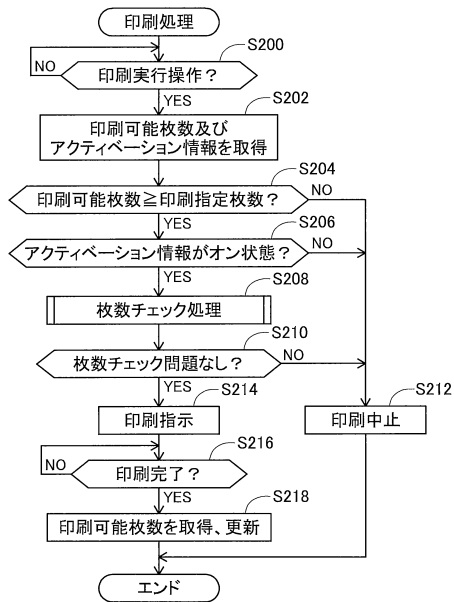 印刷処理
S200
NO
印刷実行操作?
YES
S202
印刷可能枚数及び
アクティベーション情報を取得
S204
印刷可能枚数≧印刷指定枚数?
NO
YES
S206
アクティベーション情報がオン状態?
NO
YES
S208
枚数チェック処理
S210
枚数チェック問題なし?
NO
YES
S214
S212
印刷指示
印刷中止
S216
NO
印刷完了?
YES
S218
印刷可能枚数を取得、更新
エンド